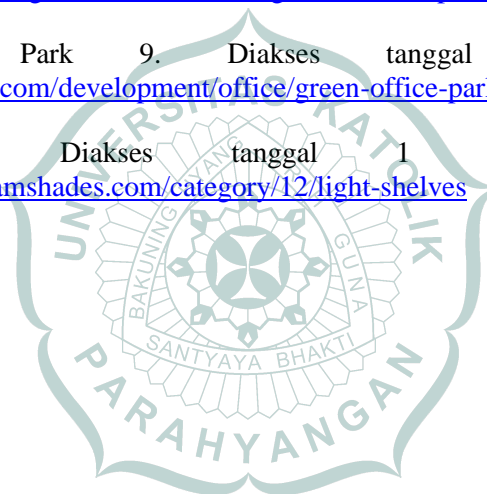 Park 9. Diakses tanggal
.com/development/office/green-office-par
Diakses tanggal 1
amshades.com/category/12/light-shelves
UNIVERSITAS KATOLIK
PARAHYANGAN
BAKUNING HYANG GUNA
SANTYAYA BHAKTI